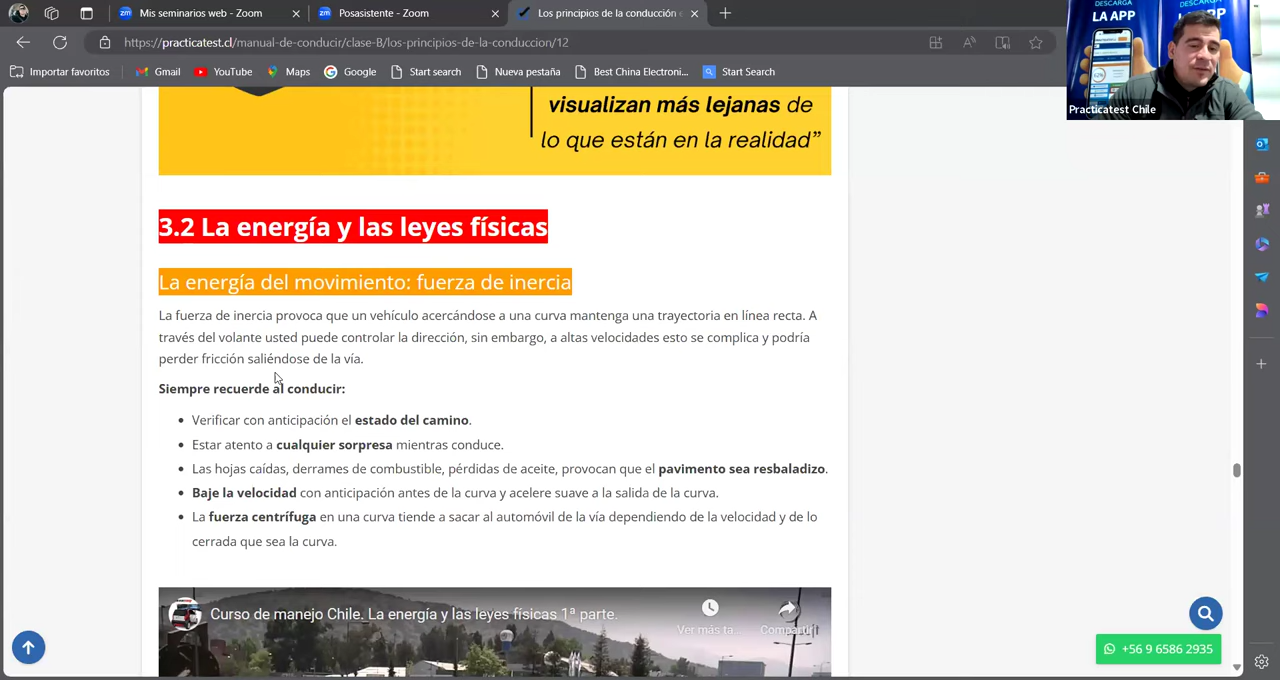 Mis seminarios web - Zoom
Posasistente - Zoom
Los principios de la conducción e
https://practicatest.cl/manual-de-conducir/clase-B/los-principios-de-la-conduccion/12
Importar favoritos
Gmail
YouTube
Maps
Google
Start search
Nueva pestaña
Best China Electroni...
Start Search
DESCARGA
LA APP
DESCARGA
LA
Practicatest Chile
visualizan más lejanas de
lo que están en la realidad”
3.2 La energía y las leyes físicas
La energía del movimiento: fuerza de inercia
La fuerza de inercia provoca que un vehículo acercándose a una curva mantenga una trayectoria en línea recta. A
través del volante usted puede controlar la dirección, sin embargo, a altas velocidades esto se complica y podría
perder fricción saliéndose de la vía.
Siempre recuerde al conducir:
Verificar con anticipación el estado del camino.
Estar atento a cualquier sorpresa mientras conduce.
Las hojas caídas, derrames de combustible, pérdidas de aceite, provocan que el pavimento sea resbaladizo.
Baje la velocidad con anticipación antes de la curva y acelere suave a la salida de la curva.
La fuerza centrífuga en una curva tiende a sacar al automóvil de la vía dependiendo de la velocidad y de lo
cerrada que sea la curva.
Curso de manejo Chile. La energía y las leyes físicas 1ª parte.
Ver más ta...
Compartir
+56 9 6586 2935